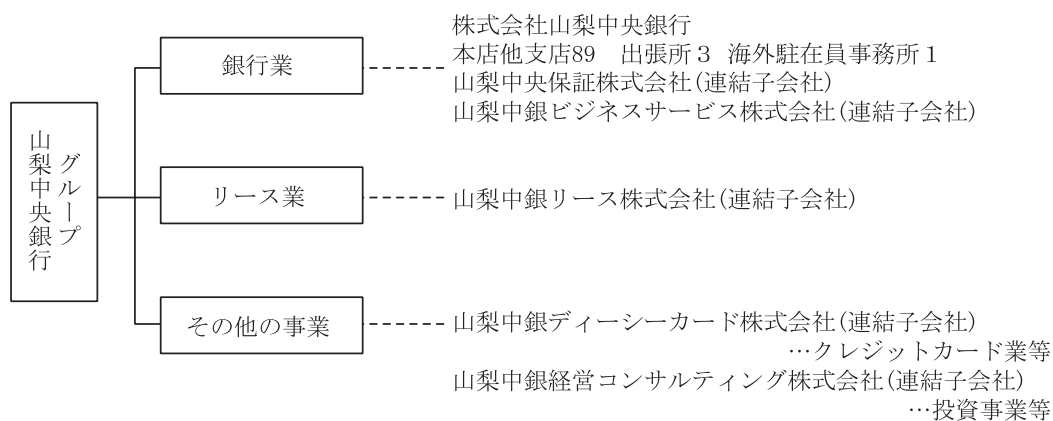 山梨中央銀行
グループ
銀行業
株式会社山梨中央銀行
本店他支店89　出張所３　海外駐在員事務所１
山梨中央保証株式会社(連結子会社)
山梨中銀ビジネスサービス株式会社(連結子会社)
リース業
山梨中銀リース株式会社(連結子会社)
その他の事業
山梨中銀ディーシーカード株式会社(連結子会社)
…クレジットカード業等
山梨中銀経営コンサルティング株式会社(連結子会社)
…投資事業等